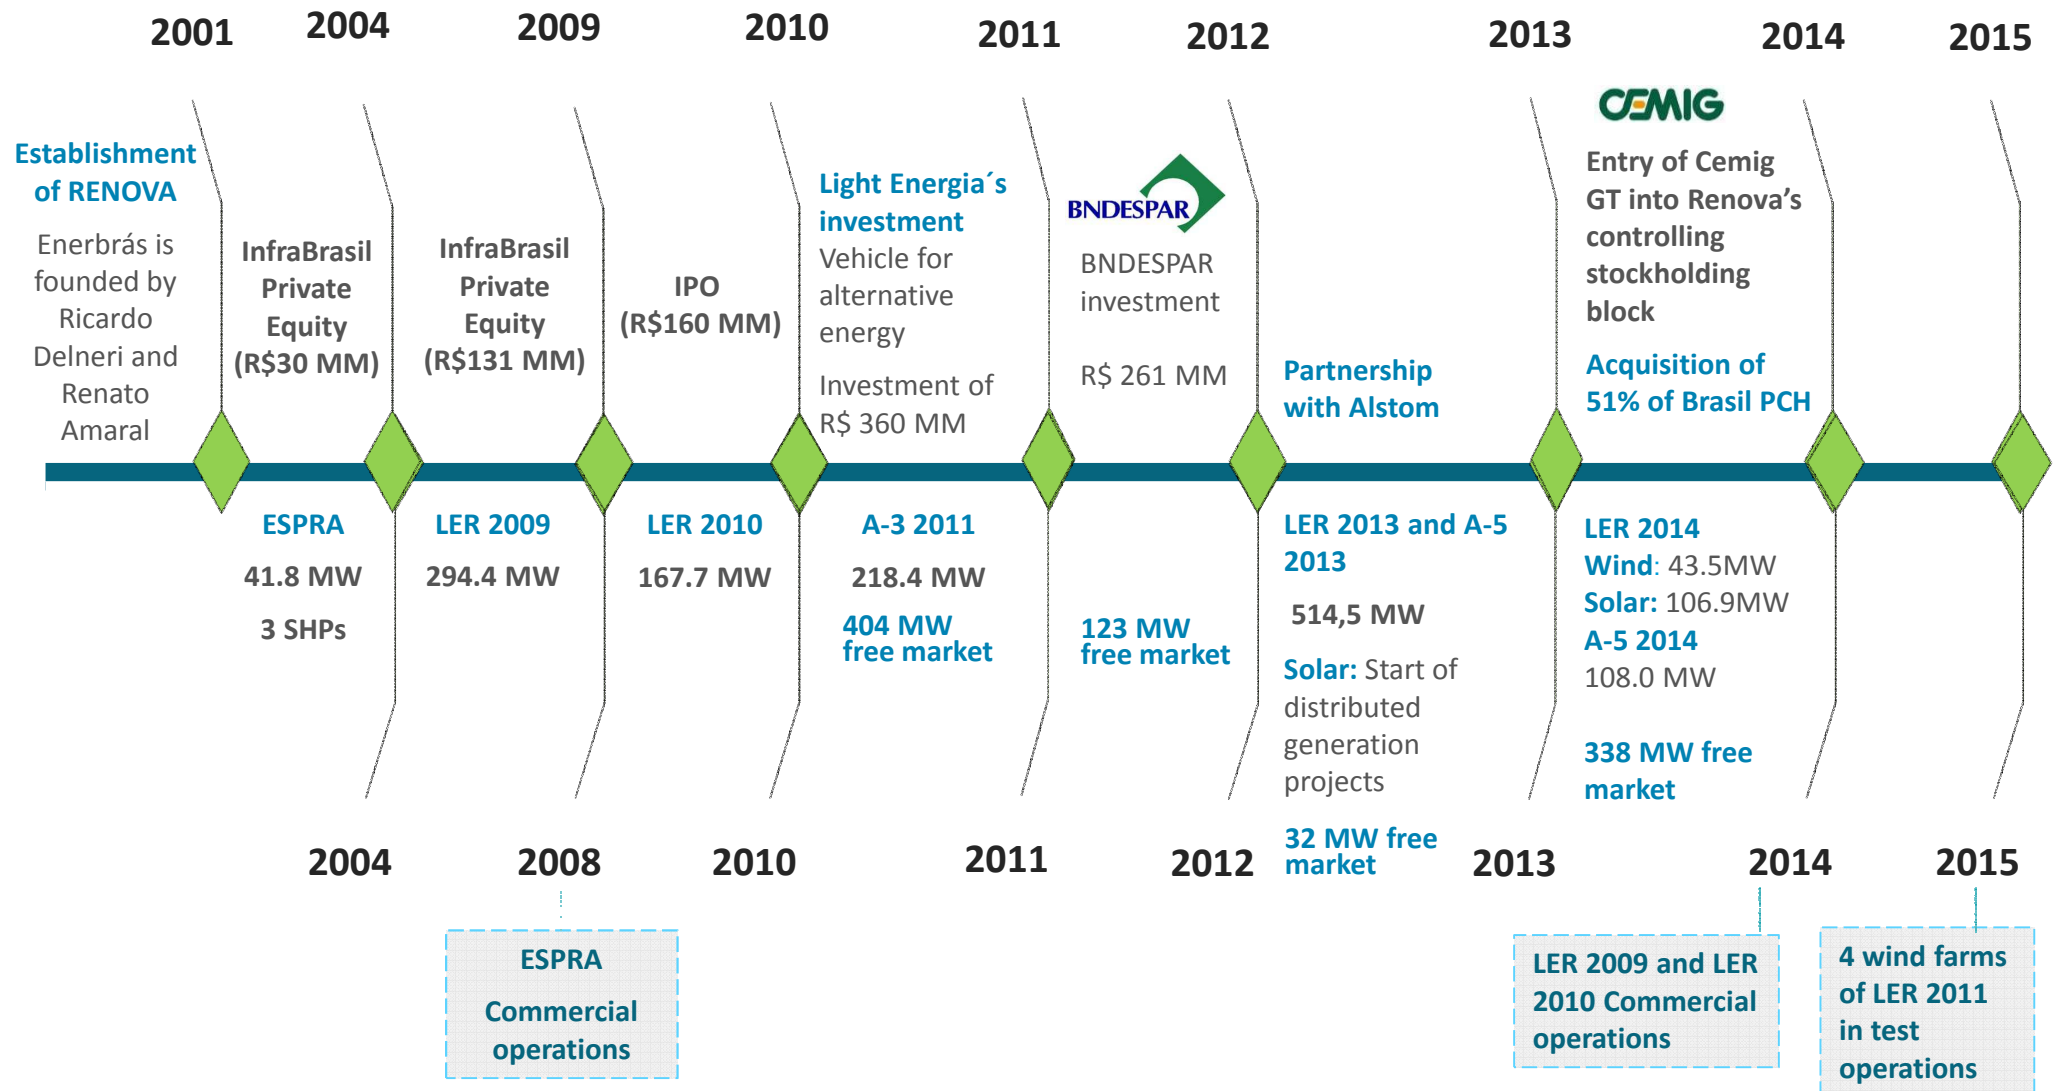 2001
2004
2009
2010
2011
2012
2013
2014
2015
Establishment
of RENOVA
Enerbrás is
founded by
Ricardo
Delneri and
Renato
Amaral
InfraBrasil
Private
Equity
(R$30 MM)
InfraBrasil
Private
Equity
(R$131 MM)
IPO
(R$160 MM)
Light Energia´s
investment
Vehicle for
alternative
energy
Investment of
R$ 360 MM
BNDESPAR
BNDESPAR
investment
R$ 261 MM
Partnership
with Alstom
CEMIG
Entry of Cemig
GT into Renova’s
controlling
stockholding
block
Acquisition of
51% of Brasil PCH
ESPRA
41.8 MW
3 SHPs
LER 2009
294.4 MW
LER 2010
167.7 MW
A-3 2011
218.4 MW
404 MW
free market
123 MW
free market
LER 2013 and A-5
2013
514,5 MW
Solar: Start of
distributed
generation
projects
32 MW free
market
LER 2014
Wind: 43.5MW
Solar: 106.9MW
A-5 2014
108.0 MW
338 MW free
market
2004
2008
2010
2011
2012
2013
2014
2015
ESPRA
Commercial
operations
LER 2009 and LER
2010 Commercial
operations
4 wind farms
of LER 2011
in test
operations